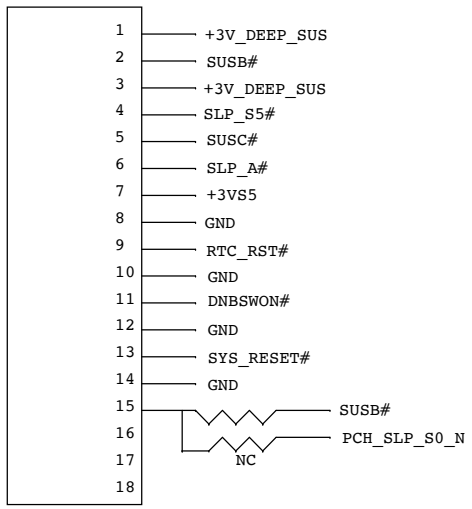 1 +3V_DEEP_SUS
2 SUSB#
3 +3V_DEEP_SUS
4 SLP_S5#
5 SUSC#
6 SLP_A#
7 +3VS5
8 GND
9 RTC_RST#
10 GND
11 DNBSWON#
12 GND
13 SYS_RESET#
14 GND
15 SUSB#
16 PCH_SLP_S0_N
17 NC
18